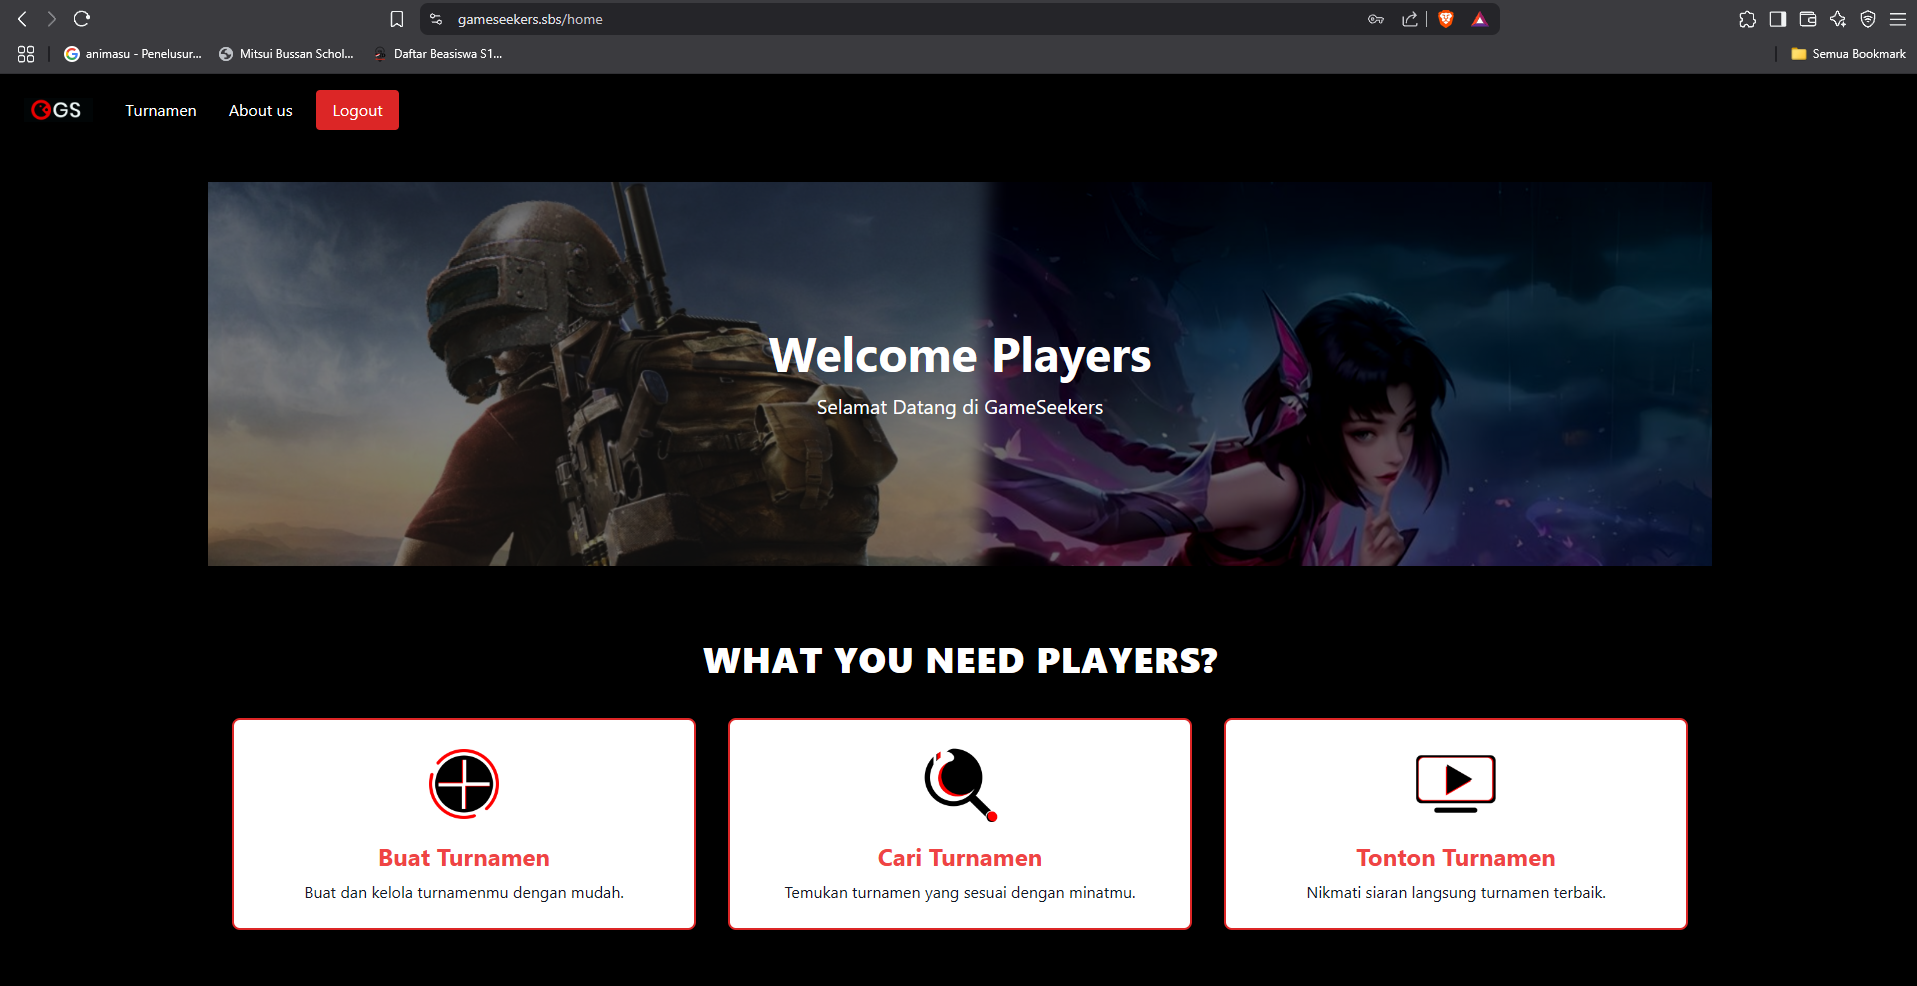 gameseekers.sbs/home
animasu - Penelusur...
Mitsui Bussan Schol...
Daftar Beasiswa S1...
Semua Bookmark
GS
Turnamen
About us
Logout
Welcome Players
Selamat Datang di GameSeekers
WHAT YOU NEED PLAYERS?
Buat Turnamen
Buat dan kelola turnamenmu dengan mudah.
Cari Turnamen
Temukan turnamen yang sesuai dengan minatmu.
Tonton Turnamen
Nikmati siaran langsung turnamen terbaik.